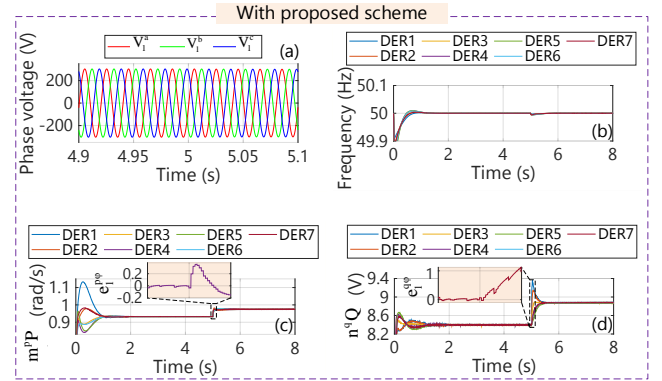 With proposed scheme
V₁ᵃ V₁ᵇ V₁ᶜ
(a)
Phase voltage (V)
200
0
-200
4.9 4.95 5 5.05 5.1
Time (s)
DER1 DER3 DER5 DER7
DER2 DER4 DER6
Frequency (Hz)
50.1
50
49.9
(b)
0 2 4 6 8
Time (s)
DER1 DER3 DER5 DER7
DER2 DER4 DER6
mᵖP (rad/s)
1.1
1
0.9
e₁ᵖᵠ
0.2
0
-0.2
(c)
0 2 4 6 8
Time (s)
DER1 DER3 DER5 DER7
DER2 DER4 DER6
n^qQ (V)
9.4
9
8.6
8.2
e₁^qφ
1
0
(d)
0 2 4 6 8
Time (s)